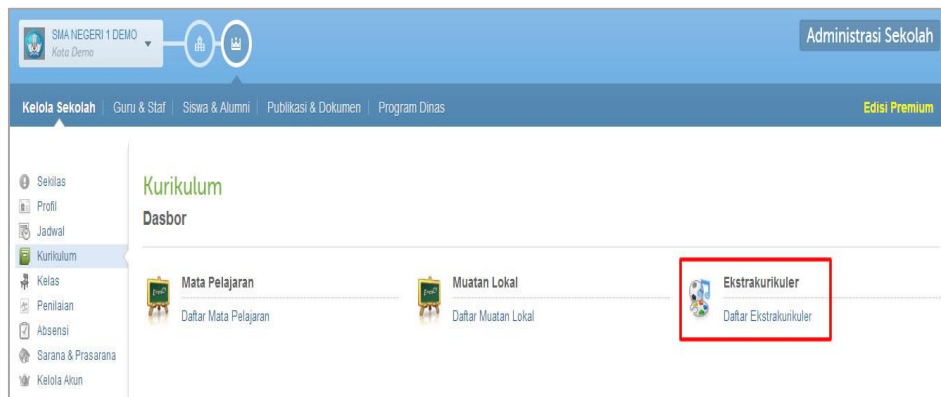 SMA NEGERI 1 DEMO
Kota Demo
Administrasi Sekolah
Kelola Sekolah | Guru & Staf | Siswa & Alumni | Publikasi & Dokumen | Program Dinas
Edisi Premium
Sekilas
Profil
Jadwal
Kurikulum
Kelas
Penilaian
Absensi
Sarana & Prasarana
Kelola Akun
Kurikulum
Dasbor
Mata Pelajaran
Daftar Mata Pelajaran
Muatan Lokal
Daftar Muatan Lokal
Ekstrakurikuler
Daftar Ekstrakurikuler